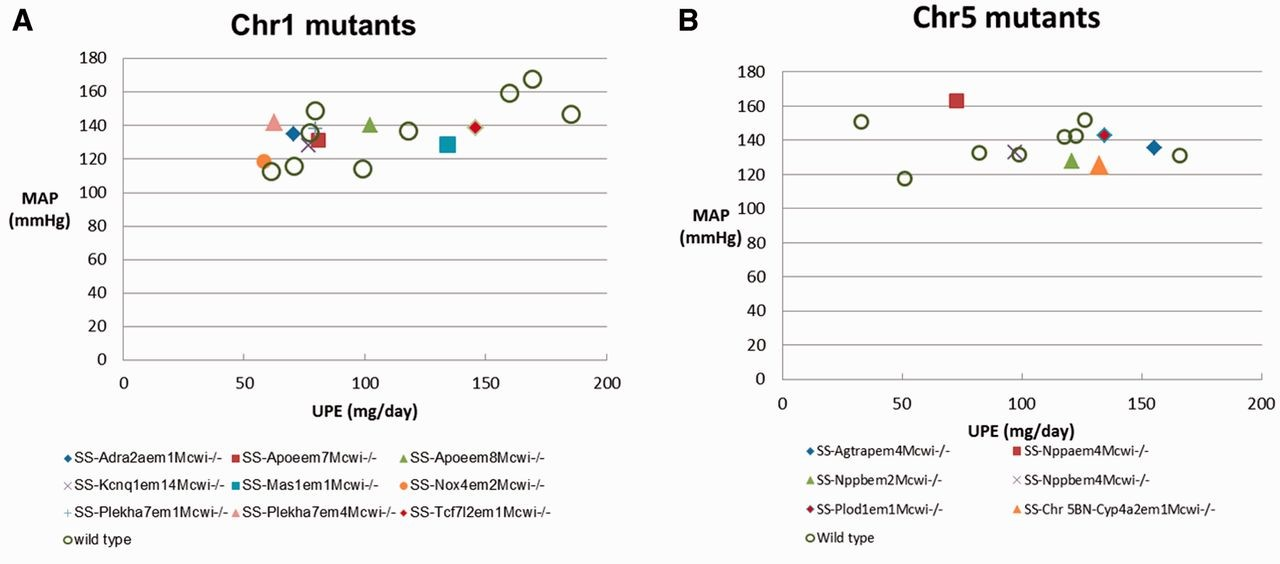 A
Chr1 mutants
180
160
140
120
100
80
60
40
20
0
MAP
(mmHg)
0 50 100 150 200
UPE (mg/day)
SS-Adra2aem1Mcwi-/- SS-Apoeem7Mcwi-/- SS-Apoeem8Mcwi-/-
SS-Kcnq1em14Mcwi-/- SS-Mas1em1Mcwi-/- SS-Nox4em2Mcwi-/-
SS-Plekha7em1Mcwi-/- SS-Plekha7em4Mcwi-/- SS-Tcf7l2em1Mcwi-/-
wild type
B
Chr5 mutants
180
160
140
120
100
80
60
40
20
0
MAP
(mmHg)
0 50 100 150 200
UPE (mg/day)
SS-Agtrapem4Mcwi-/- SS-Nppaem4Mcwi-/-
SS-Nppbem2Mcwi-/- SS-Nppbem4Mcwi-/-
SS-Plod1em1Mcwi-/- SS-Chr 5BN-Cyp4a2em1Mcwi-/-
Wild type